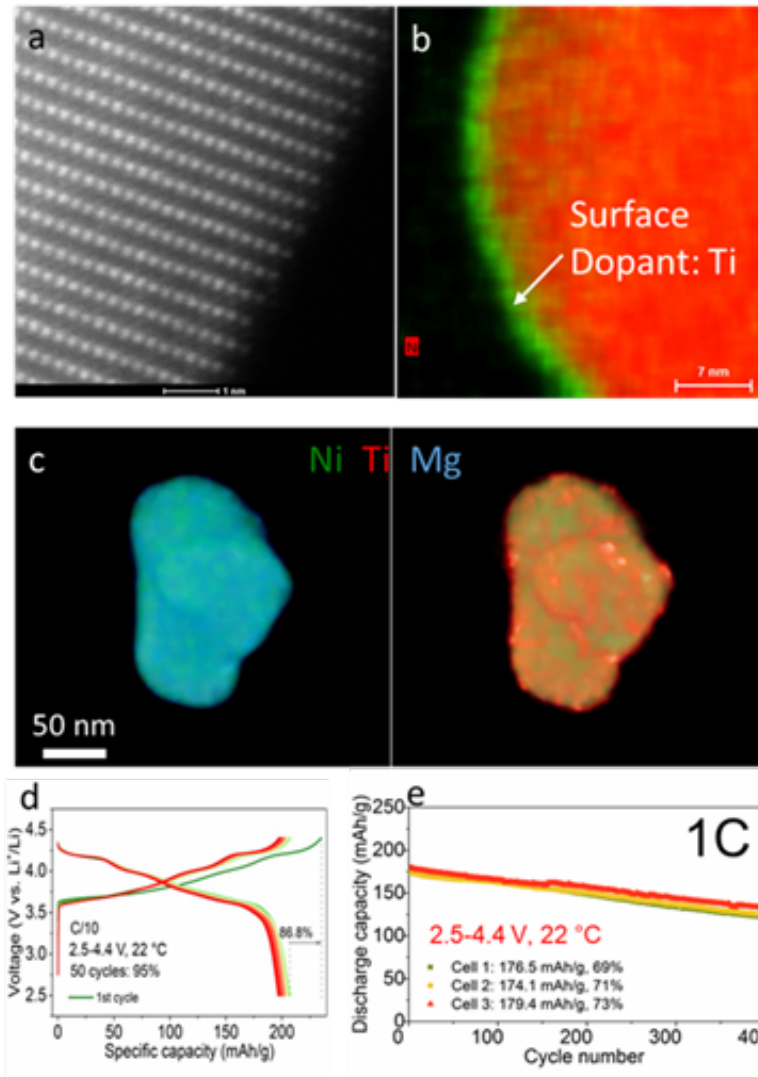 a
1 nm
b
Surface
Dopant: Ti
N
7 nm
c
Ni Ti Mg
50 nm
d
Voltage (V vs. Li⁺/Li)
4.5
4.0
3.5
3.0
2.5
C/10
2.5-4.4 V, 22 °C
50 cycles: 95%
1st cycle
86.8%
0 50 100 150 200
Specific capacity (mAh/g)
e
Discharge capacity (mAh/g)
250
200
150
100
50
0
1C
2.5-4.4 V, 22 °C
Cell 1: 176.5 mAh/g, 69%
Cell 2: 174.1 mAh/g, 71%
Cell 3: 179.4 mAh/g, 73%
0 100 200 300
Cycle number